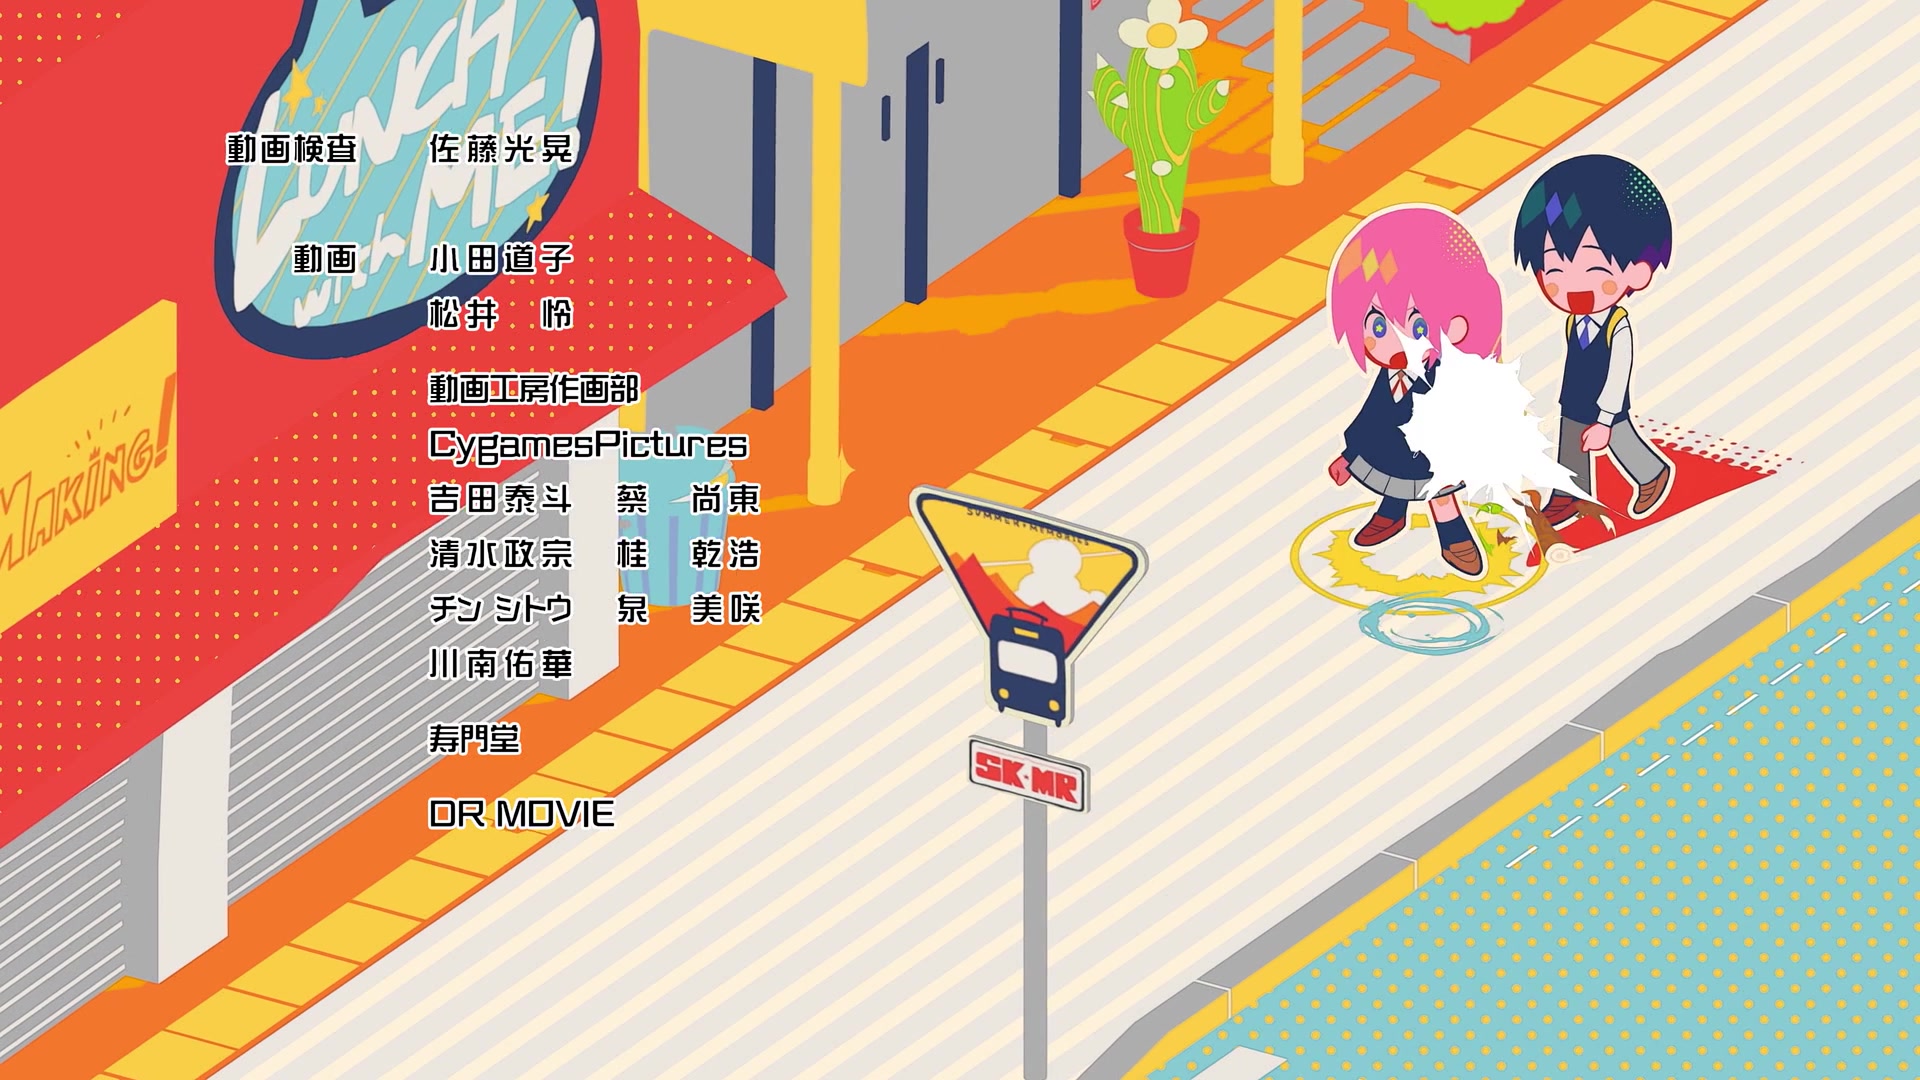 LUNCH
with ME!
MAKING!
動画検査 佐藤光晃
動画 小田道子
松井 怜
動画工房作画部
CygamesPictures
吉田泰斗 蔡 尚東
清水政宗 桂 乾浩
チン シトウ 泉 美咲
川南佑華
寿門堂
DR MOVIE
SUMMER+MEMORIES
SK·MR